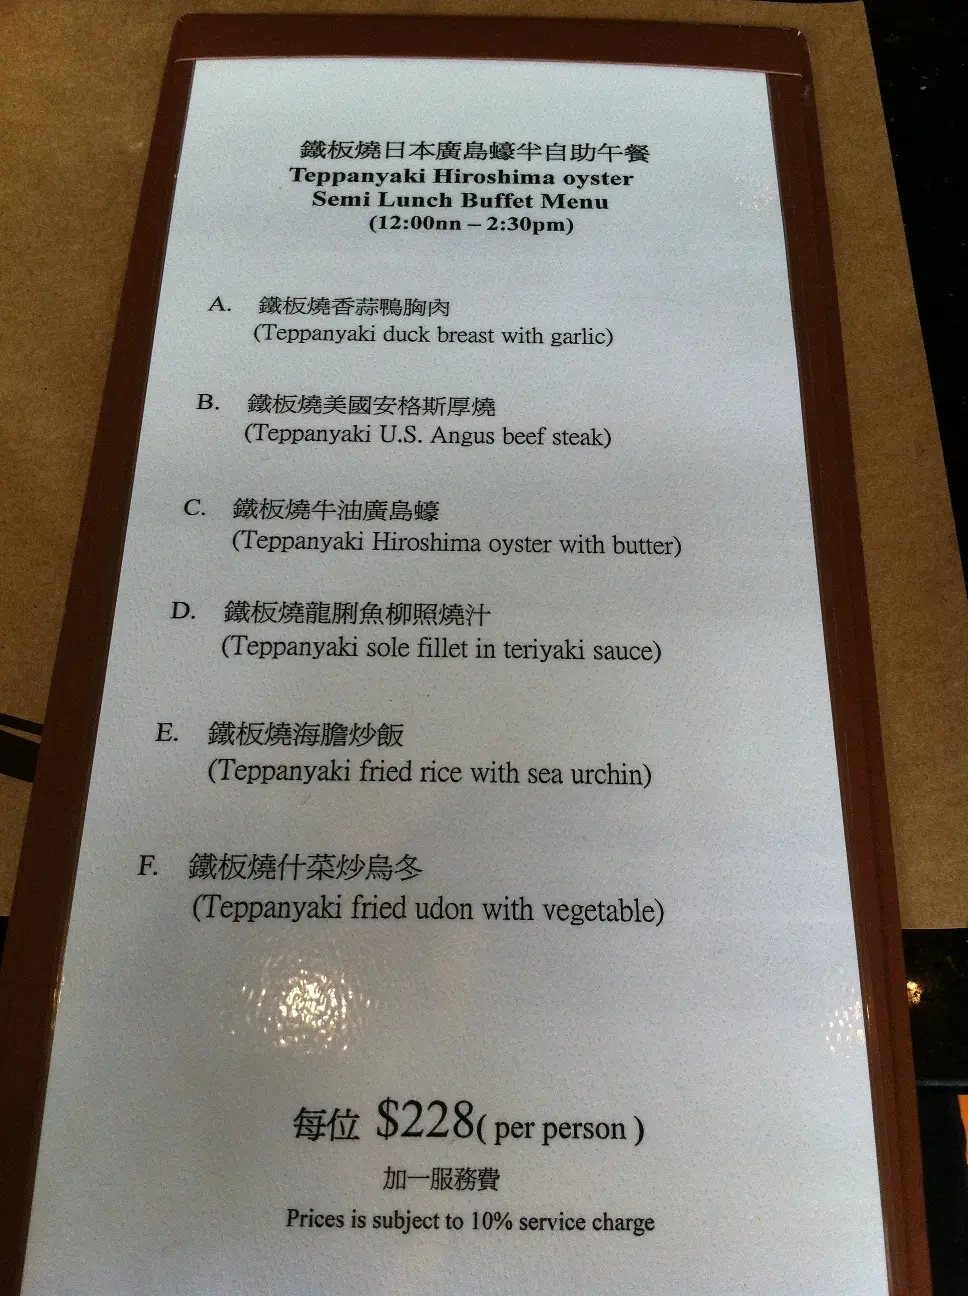 鐵板燒日本廣島蠔半自助午餐
Teppanyaki Hiroshima oyster
Semi Lunch Buffet Menu
(12:00nn – 2:30pm)
A. 鐵板燒香蒜鴨胸肉
(Teppanyaki duck breast with garlic)
B. 鐵板燒美國安格斯厚燒
(Teppanyaki U.S. Angus beef steak)
C. 鐵板燒牛油廣島蠔
(Teppanyaki Hiroshima oyster with butter)
D. 鐵板燒龍脷魚柳照燒汁
(Teppanyaki sole fillet in teriyaki sauce)
E. 鐵板燒海膽炒飯
(Teppanyaki fried rice with sea urchin)
F. 鐵板燒什菜炒烏冬
(Teppanyaki fried udon with vegetable)
每位 $228( per person )
加一服務費
Prices is subject to 10% service charge